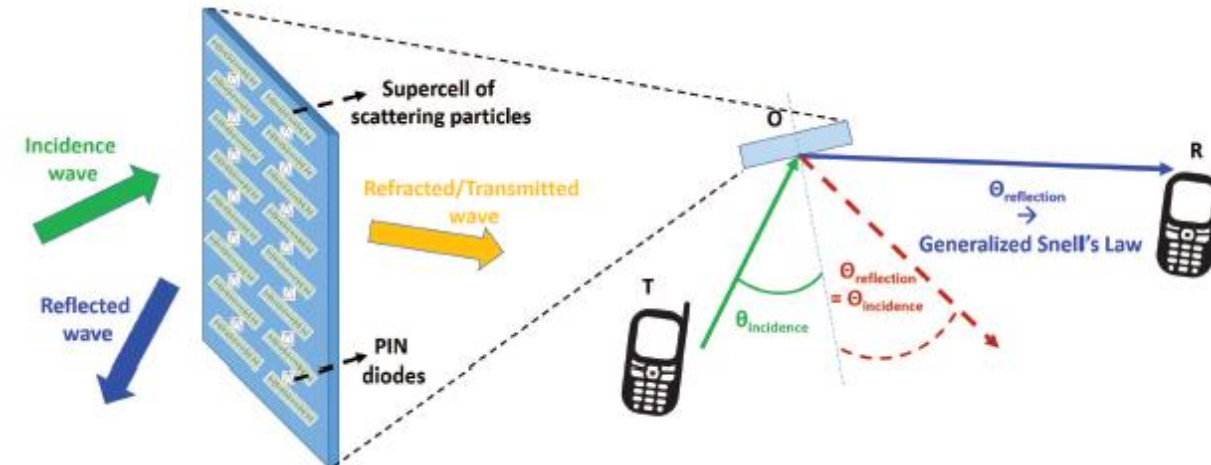 Supercell of
scattering particles
Incidence
wave
Refracted/Transmitted
wave
Reflected
wave
PIN
diodes
O
R
T
θincidence
Θreflection
= Θincidence
Θreflection
→
Generalized Snell's Law